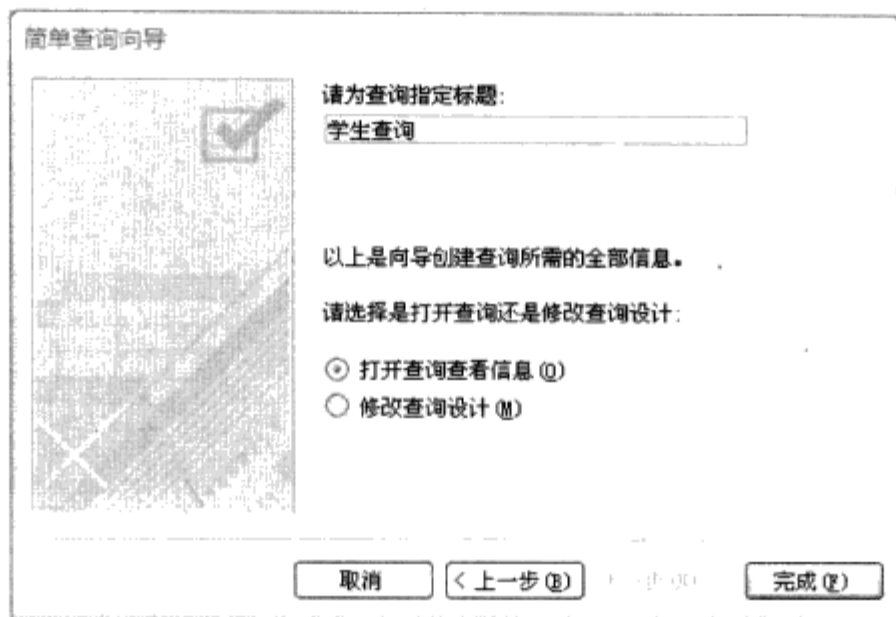 简单查询向导
请为查询指定标题:
学生查询
以上是向导创建查询所需的全部信息。
请选择是打开查询还是修改查询设计:
打开查询查看信息(O)
修改查询设计(M)
取消
< 上一步(B)
完成(F)